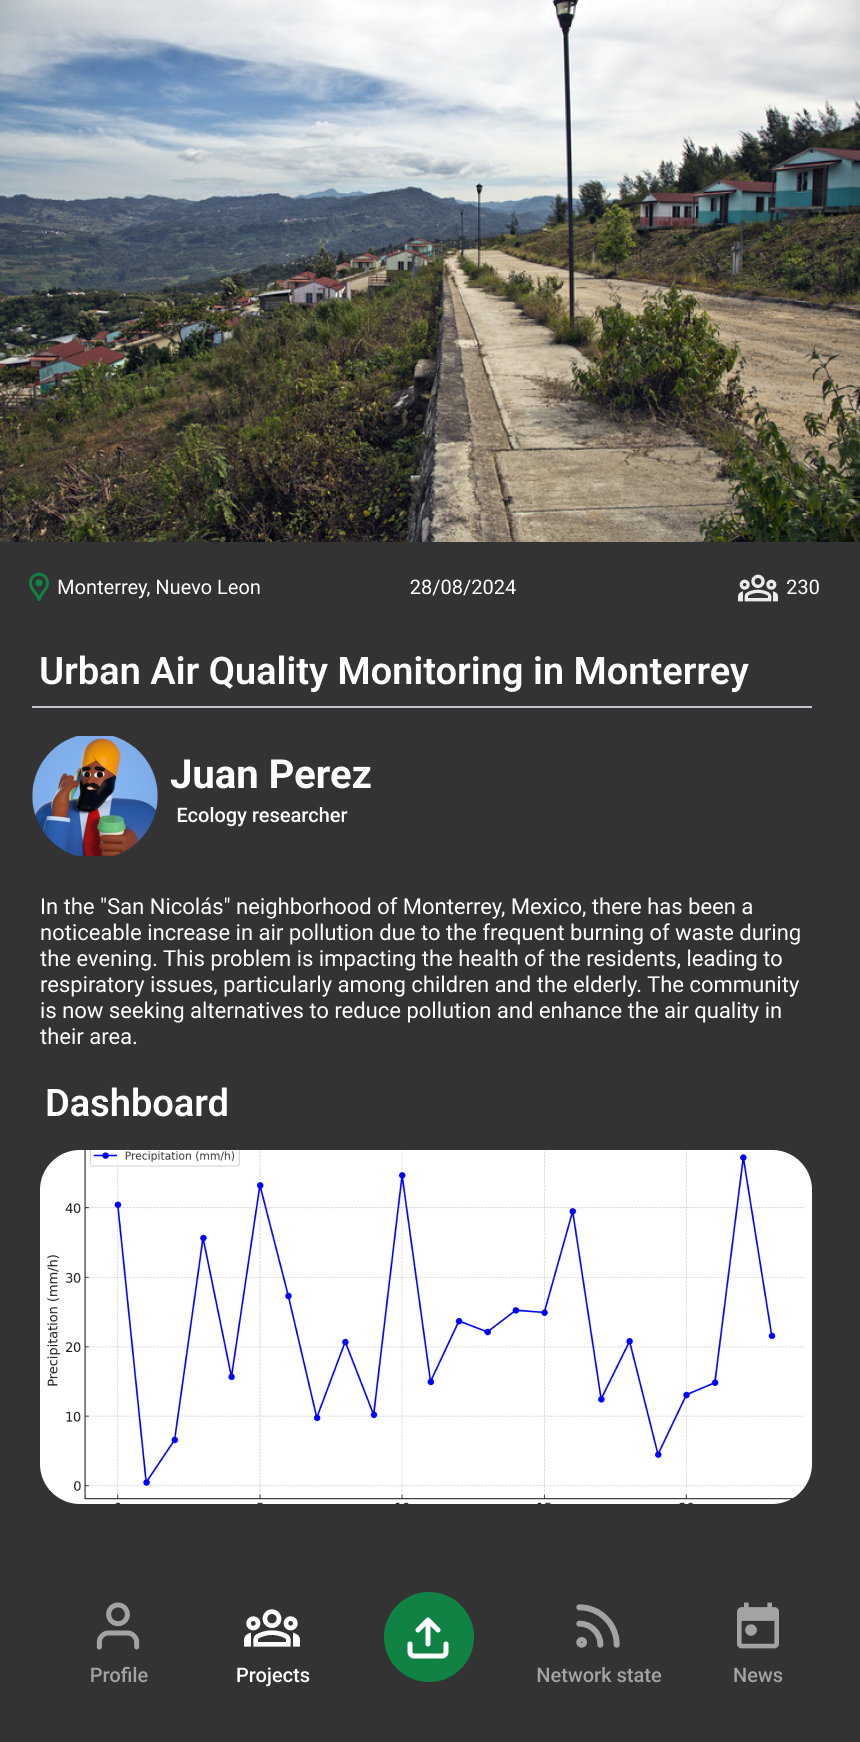 Monterrey, Nuevo Leon
28/08/2024
230
Urban Air Quality Monitoring in Monterrey
Juan Perez
Ecology researcher
In the "San Nicolás" neighborhood of Monterrey, Mexico, there has been a
noticeable increase in air pollution due to the frequent burning of waste during
the evening. This problem is impacting the health of the residents, leading to
respiratory issues, particularly among children and the elderly. The community
is now seeking alternatives to reduce pollution and enhance the air quality in
their area.
Dashboard
Precipitation (mm/h)
Precipitation (mm/h)
40
30
20
10
0
Profile
Projects
Network state
News